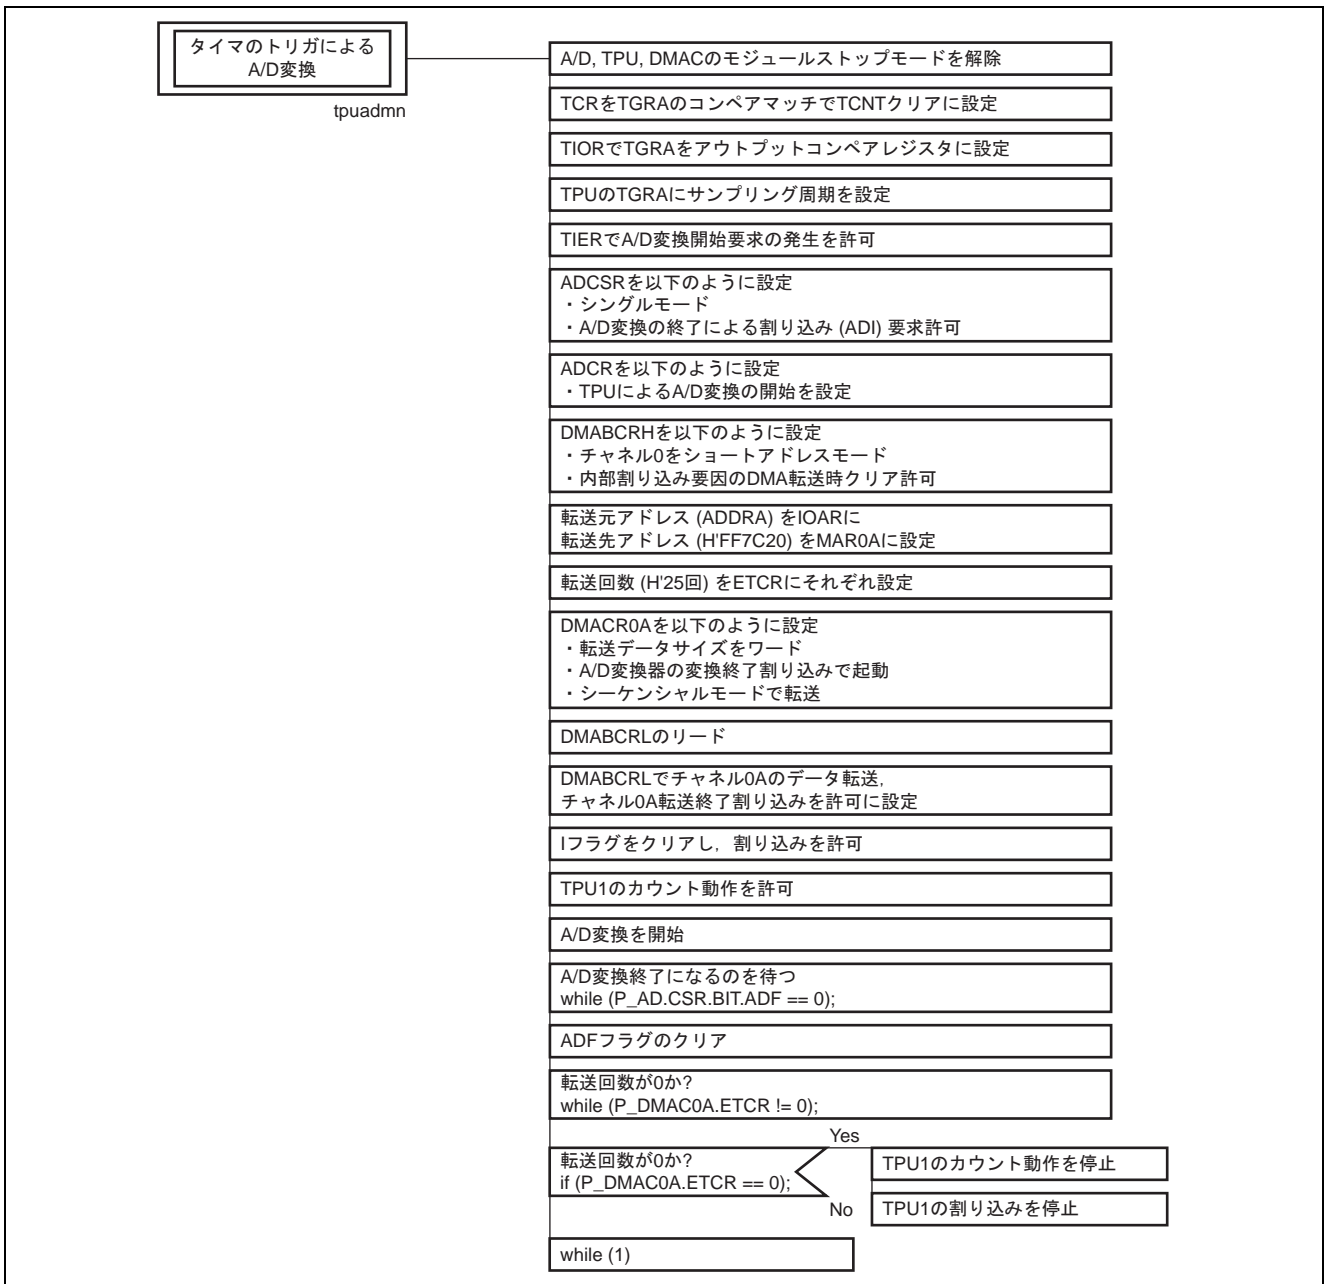 タイマのトリガによる
A/D変換
tpuadmn
A/D, TPU, DMACのモジュールストップモードを解除
TCRをTGRAのコンペアマッチでTCNTクリアに設定
TIORでTGRAをアウトプットコンペアレジスタに設定
TPUのTGRAにサンプリング周期を設定
TIERでA/D変換開始要求の発生を許可
ADCSRを以下のように設定
・シングルモード
・A/D変換の終了による割り込み (ADI) 要求許可
ADCRを以下のように設定
・TPUによるA/D変換の開始を設定
DMABCRHを以下のように設定
・チャネル0をショートアドレスモード
・内部割り込み要因のDMA転送時クリア許可
転送元アドレス (ADDRA) をIOARに
転送先アドレス (H'FF7C20) をMAR0Aに設定
転送回数 (H'25回) をETCRにそれぞれ設定
DMACR0Aを以下のように設定
・転送データサイズをワード
・A/D変換器の変換終了割り込みで起動
・シーケンシャルモードで転送
DMABCRLのリード
DMABCRLでチャネル0Aのデータ転送,
チャネル0A転送終了割り込みを許可に設定
Iフラグをクリアし，割り込みを許可
TPU1のカウント動作を許可
A/D変換を開始
A/D変換終了になるのを待つ
while (P_AD.CSR.BIT.ADF == 0);
ADFフラグのクリア
転送回数が0か?
while (P_DMAC0A.ETCR != 0);
転送回数が0か?
if (P_DMAC0A.ETCR == 0);
Yes
TPU1のカウント動作を停止
No
TPU1の割り込みを停止
while (1)